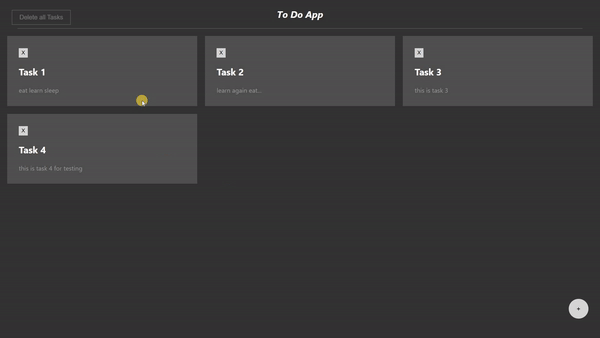 Delete all Tasks
To Do App
X
Task 1
eat learn sleep
X
Task 2
learn again eat...
X
Task 3
this is task 3
X
Task 4
this is task 4 for testing
+